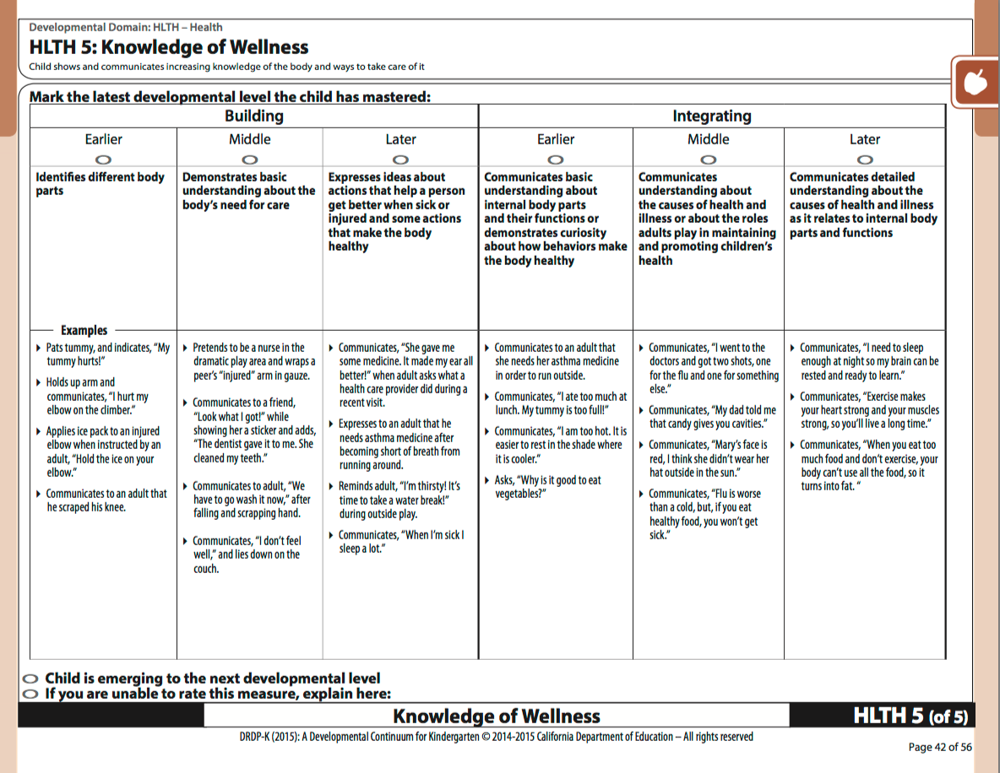 Developmental Domain: HLTH – Health
HLTH 5: Knowledge of Wellness
Child shows and communicates increasing knowledge of the body and ways to take care of it
Mark the latest developmental level the child has mastered:
Building
Integrating
Earlier
Middle
Later
Earlier
Middle
Later
Identifies different body
parts
Demonstrates basic
understanding about the
body’s need for care
Expresses ideas about
actions that help a person
get better when sick or
injured and some actions
that make the body
healthy
Communicates basic
understanding about
internal body parts
and their functions or
demonstrates curiosity
about how behaviors make
the body healthy
Communicates
understanding about
the causes of health and
illness or about the roles
adults play in maintaining
and promoting children’s
health
Communicates detailed
understanding about the
causes of health and illness
as it relates to internal body
parts and functions
Examples
Pats tummy, and indicates, “My
tummy hurts!”
Holds up arm and
communicates, “I hurt my
elbow on the climber.”
Applies ice pack to an injured
elbow when instructed by an
adult, “Hold the ice on your
elbow.”
Communicates to an adult that
he scraped his knee.
Pretends to be a nurse in the
dramatic play area and wraps a
peer’s “injured” arm in gauze.
Communicates to a friend,
“Look what I got!” while
showing her a sticker and adds,
“The dentist gave it to me. She
cleaned my teeth.”
Communicates to adult, “We
have to go wash it now,” after
falling and scrapping hand.
Communicates, “I don’t feel
well,” and lies down on the
couch.
Communicates, “She gave me
some medicine. It made my ear all
better!” when adult asks what a
health care provider did during a
recent visit.
Expresses to an adult that he
needs asthma medicine after
becoming short of breath from
running around.
Reminds adult, “I’m thirsty! It’s
time to take a water break!”
during outside play.
Communicates, “When I’m sick I
sleep a lot.”
Communicates to an adult that
she needs her asthma medicine
in order to run outside.
Communicates, “I ate too much at
lunch. My tummy is too full!”
Communicates, “I am too hot. It is
easier to rest in the shade where
it is cooler.”
Asks, “Why is it good to eat
vegetables?”
Communicates, “I went to the
doctors and got two shots, one
for the flu and one for something
else.”
Communicates, “My dad told me
that candy gives you cavities.”
Communicates, “Mary’s face is
red, I think she didn’t wear her
hat outside in the sun.”
Communicates, “Flu is worse
than a cold, but, if you eat
healthy food, you won’t get
sick.”
Communicates, “I need to sleep
enough at night so my brain can be
rested and ready to learn.”
Communicates, “Exercise makes
your heart strong and your muscles
strong, so you’ll live a long time.”
Communicates, “When you eat too
much food and don’t exercise, your
body can’t use all the food, so it
turns into fat. “
Child is emerging to the next developmental level
If you are unable to rate this measure, explain here:
Knowledge of Wellness
HLTH 5 (of 5)
DRDP-K (2015): A Developmental Continuum for Kindergarten © 2014-2015 California Department of Education – All rights reserved
Page 42 of 56